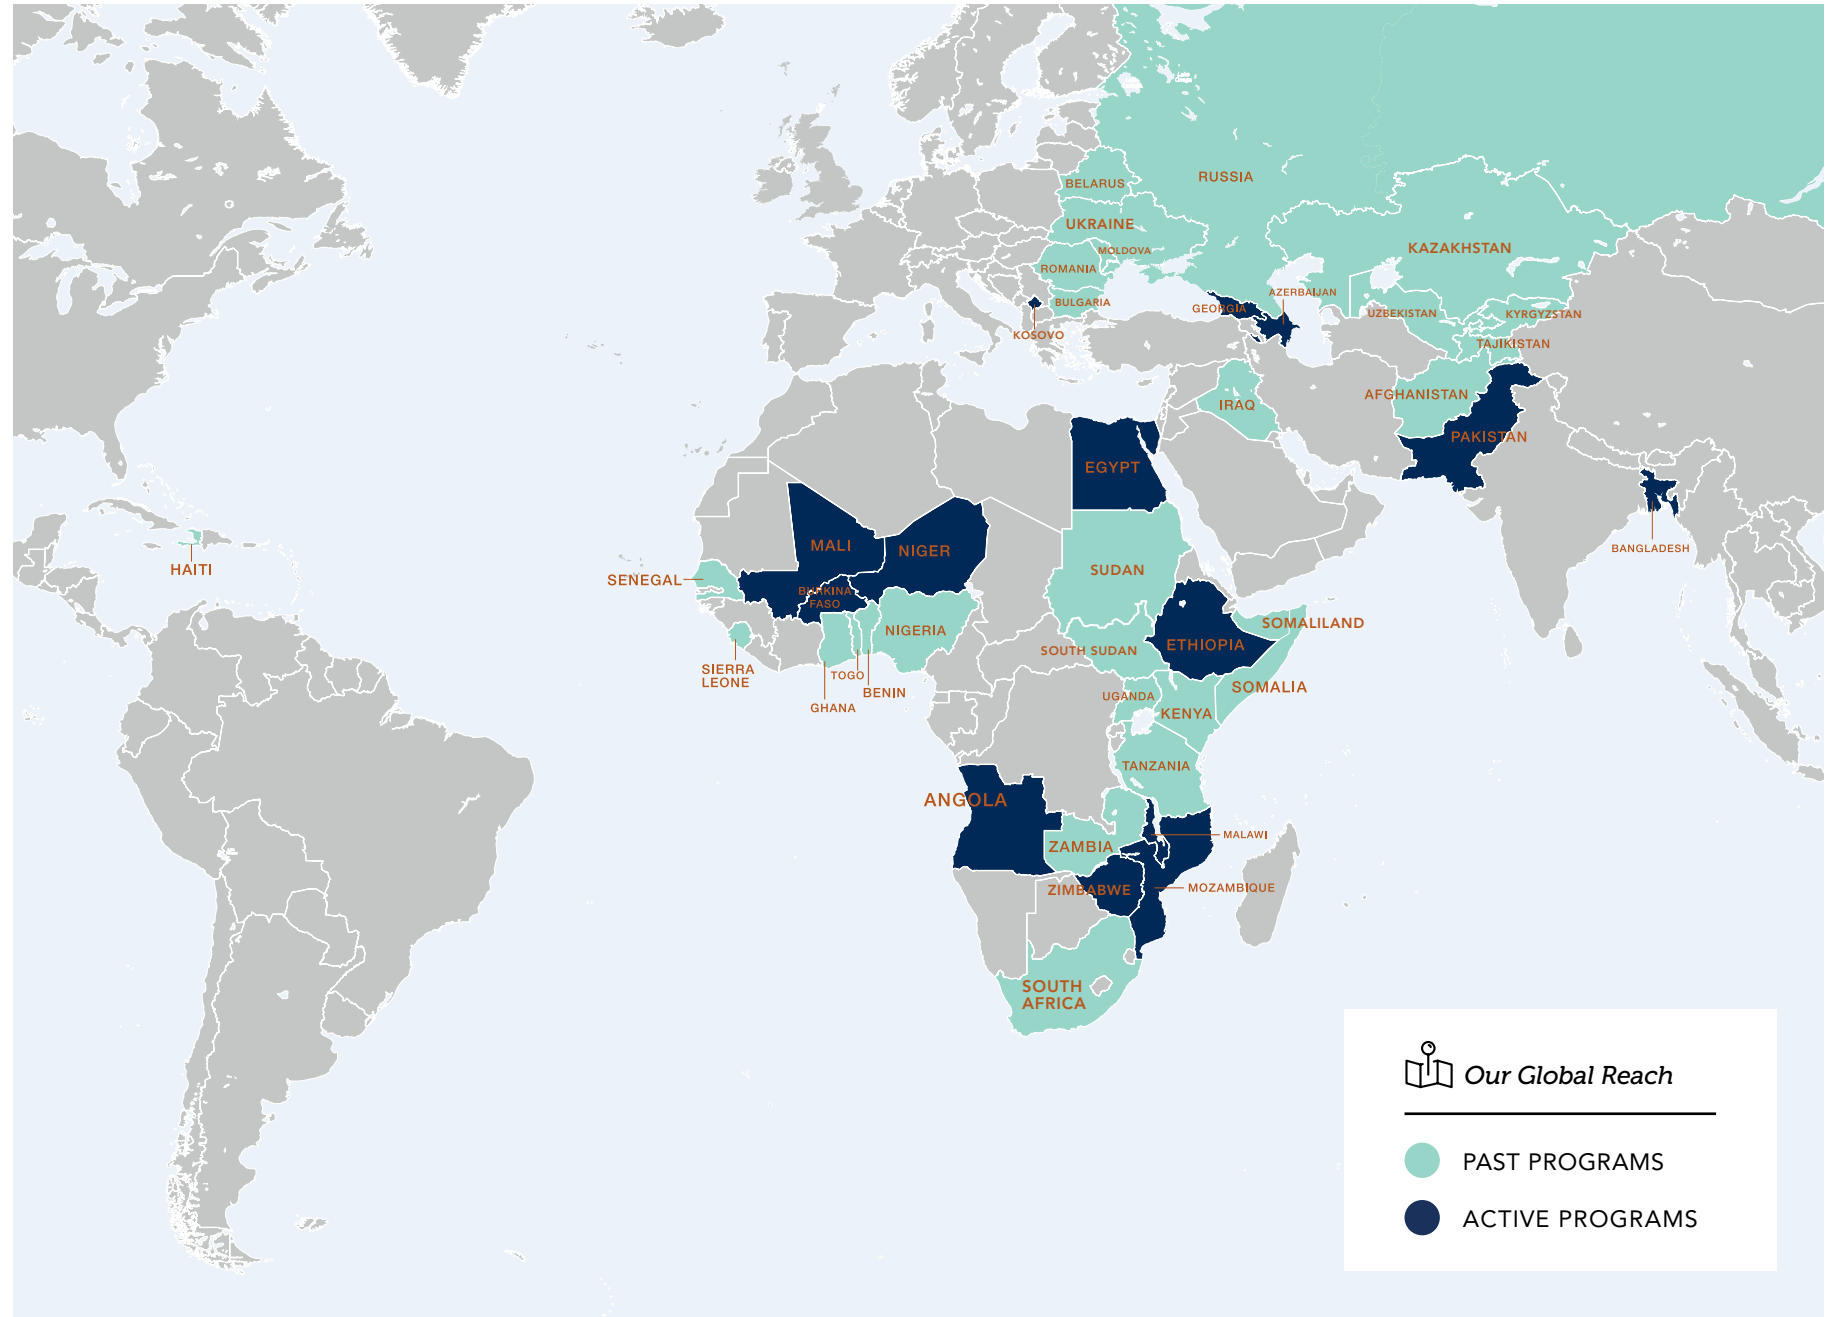 RUSSIA
BELARUS
UKRAINE
MOLDOVA
KAZAKHSTAN
ROMANIA
BULGARIA
AZERBAIJAN
GEORGIA
UZBEKISTAN
KYRGYZSTAN
KOSOVO
TAJIKISTAN
AFGHANISTAN
IRAQ
PAKISTAN
EGYPT
MALI
NIGER
BANGLADESH
HAITI
SENEGAL
SUDAN
BURKINA
FASO
NIGERIA
SOMALILAND
ETHIOPIA
SOUTH SUDAN
SIERRA
LEONE
TOGO
BENIN
GHANA
UGANDA
SOMALIA
KENYA
TANZANIA
ANGOLA
MALAWI
ZAMBIA
ZIMBABWE
MOZAMBIQUE
SOUTH
AFRICA
Our Global Reach
PAST PROGRAMS
ACTIVE PROGRAMS